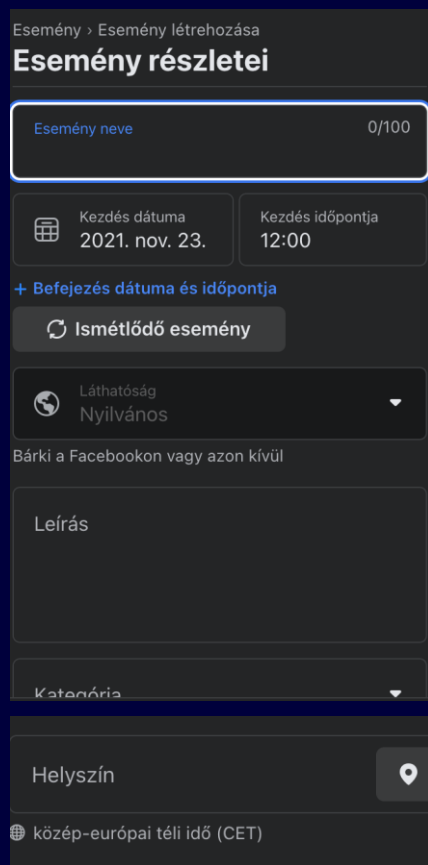 Esemény › Esemény létrehozása
Esemény részletei
Esemény neve 0/100
Kezdés dátuma Kezdés időpontja
2021. nov. 23. 12:00
+ Befejezés dátuma és időpontja
Ismétlődő esemény
Láthatóság
Nyilvános
Bárki a Facebookon vagy azon kívül
Leírás
Kategória
Helyszín
közép-európai téli idő (CET)